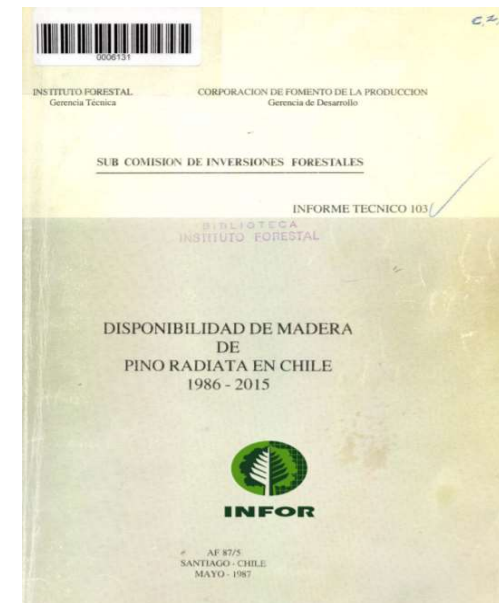 C.2.
0006131
INSTITUTO FORESTAL
Gerencia Técnica
CORPORACION DE FOMENTO DE LA PRODUCCION
Gerencia de Desarrollo
SUB COMISION DE INVERSIONES FORESTALES
INFORME TECNICO 103
BIBLIOTECA
INSTITUTO FORESTAL
DISPONIBILIDAD DE MADERA
DE
PINO RADIATA EN CHILE
1986 - 2015
INFOR
AF 87/5
SANTIAGO - CHILE
MAYO - 1987